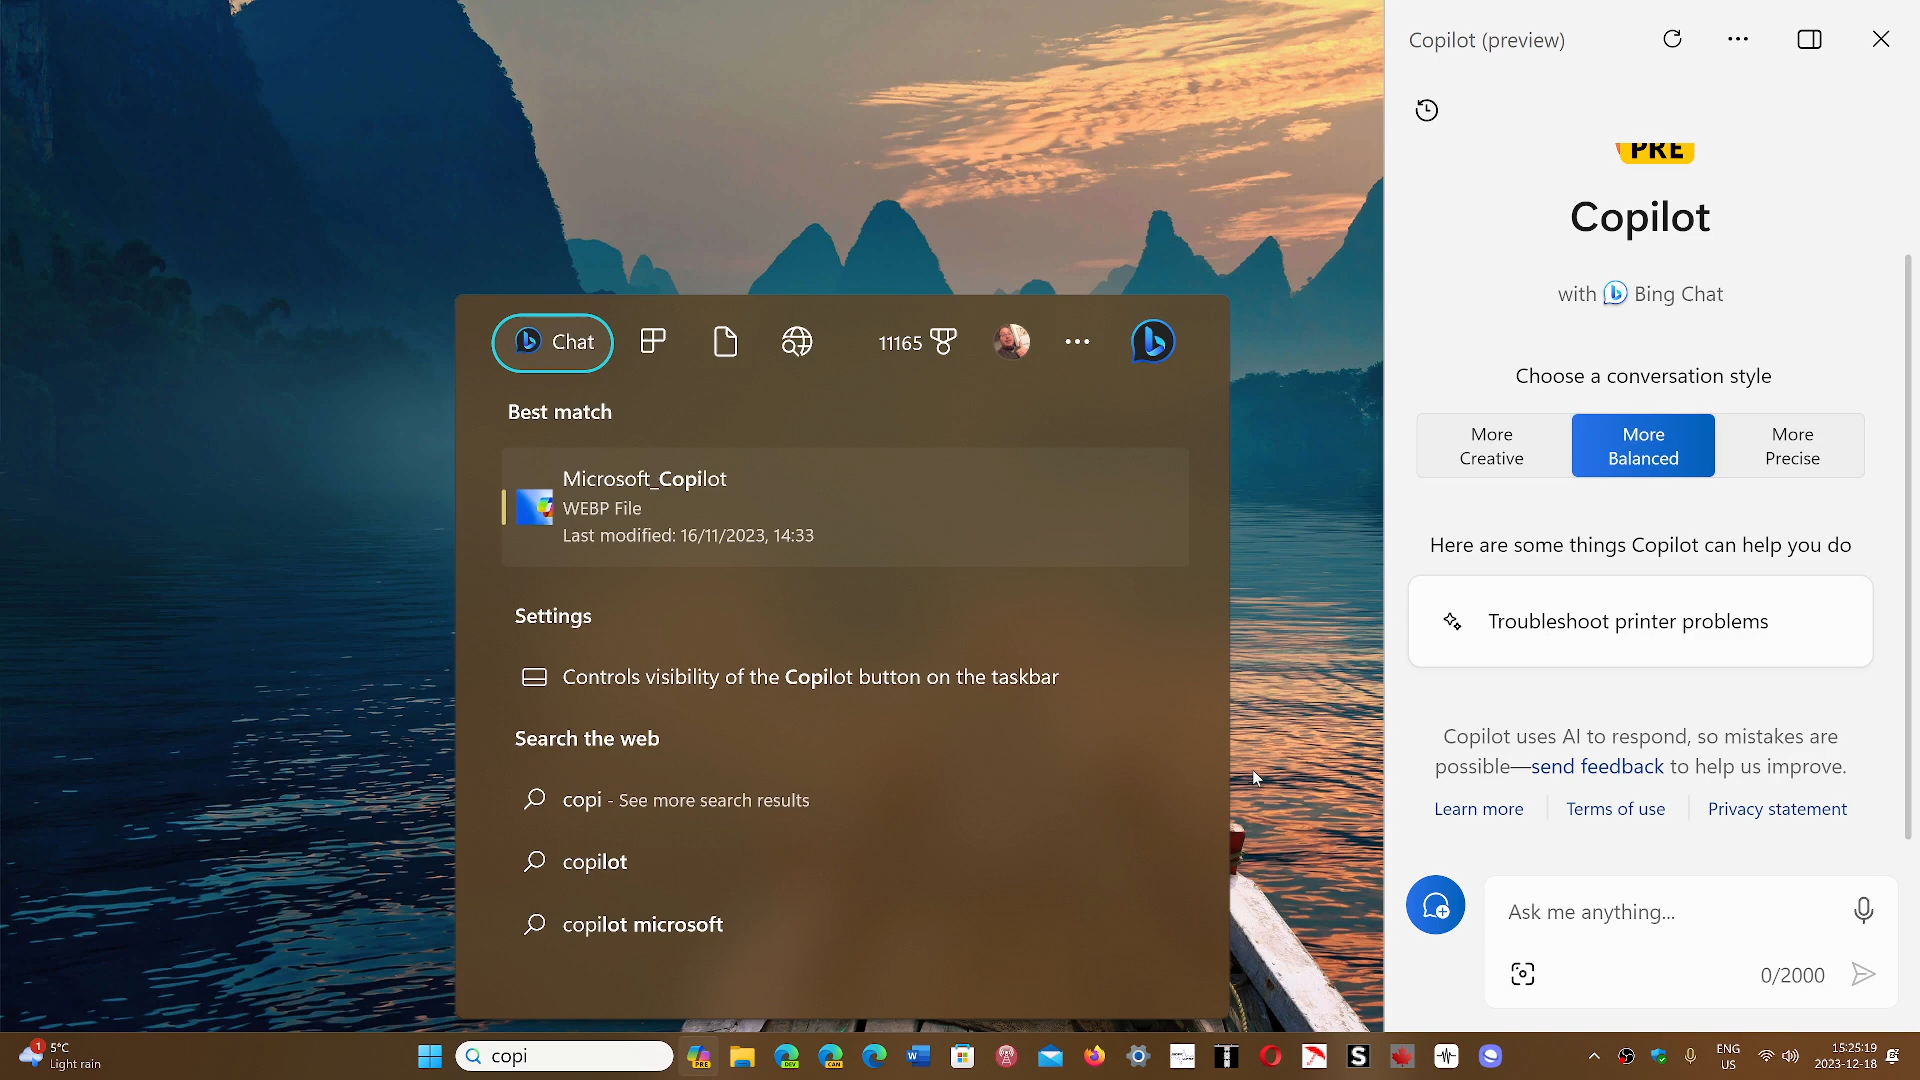 Copilot (preview)
PRE
Copilot
with Bing Chat
Choose a conversation style
More Creative
More Balanced
More Precise
Here are some things Copilot can help you do
Troubleshoot printer problems
Copilot uses AI to respond, so mistakes are
possible—send feedback to help us improve.
Learn more
Terms of use
Privacy statement
Ask me anything...
0/2000
Chat
11165
Best match
Microsoft_Copilot
WEBP File
Last modified: 16/11/2023, 14:33
Settings
Controls visibility of the Copilot button on the taskbar
Search the web
copi - See more search results
copilot
copilot microsoft
1
5°C
Light rain
copi
PRE
DEV
CAN
W
S
ENG
US
15:25:19
2023-12-18